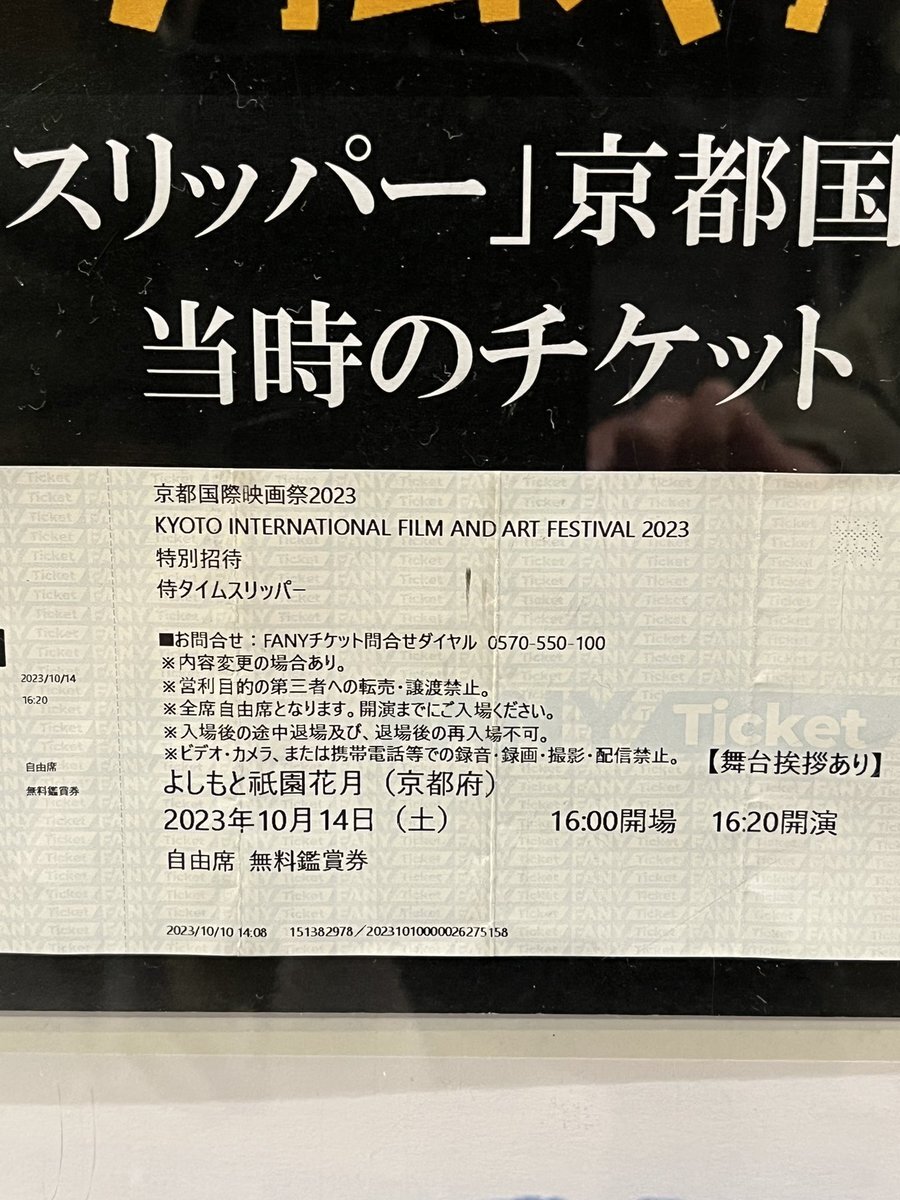 スリッパー」京都国
当時のチケット
京都国際映画祭2023
KYOTO INTERNATIONAL FILM AND ART FESTIVAL 2023
特別招待
侍タイムスリッパー
■お問合せ：FANYチケット問合せダイヤル 0570-550-100
※内容変更の場合あり。
※営利目的の第三者への転売・譲渡禁止。
※全席自由席となります。開演までにご入場ください。
※入場後の途中退場及び、退場後の再入場不可。
※ビデオ・カメラ、または携帯電話等での録音・録画・撮影・配信禁止。
【舞台挨拶あり】
よしもと祇園花月（京都府）
2023年10月14日（土） 16:00開場 16:20開演
自由席 無料鑑賞券
2023/10/10 14:08 151382978／20231010000026275158
2023/10/14
16:20
自由席
無料鑑賞券
FANY Ticket